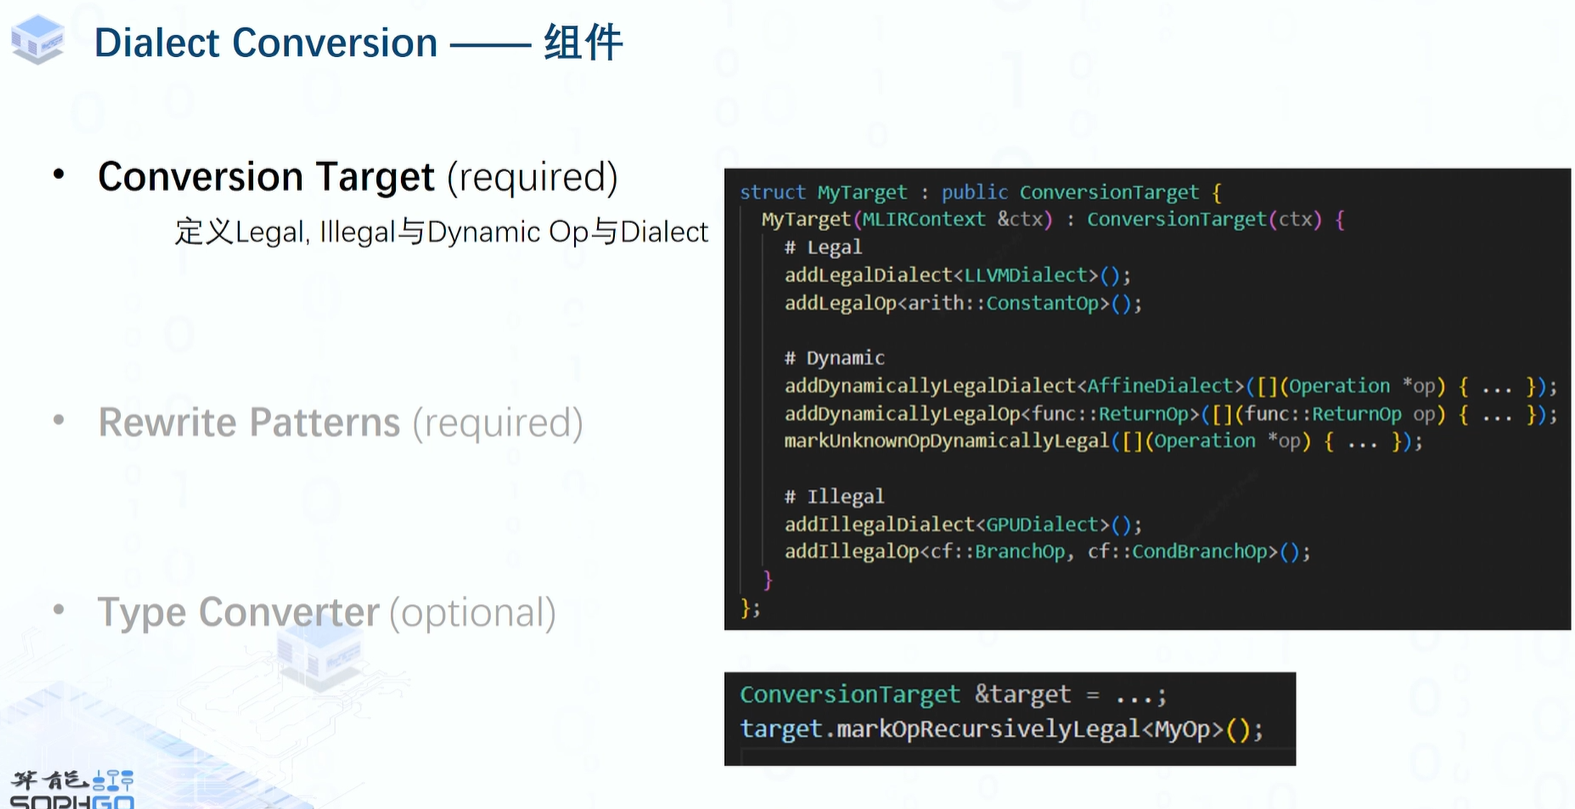 Dialect Conversion —— 组件
• Conversion Target (required)
定义Legal, Illegal与Dynamic Op与Dialect
• Rewrite Patterns (required)
• Type Converter (optional)
struct MyTarget : public ConversionTarget {
MyTarget(MLIRContext &ctx) : ConversionTarget(ctx) {
# Legal
addLegalDialect<LLVMDialect>();
addLegalOp<arith::ConstantOp>();
# Dynamic
addDynamicallyLegalDialect<AffineDialect>([](Operation *op) { ... });
addDynamicallyLegalOp<func::ReturnOp>([](func::ReturnOp op) { ... });
markUnknownOpDynamicallyLegal([](Operation *op) { ... });
# Illegal
addIllegalDialect<GPUDialect>();
addIllegalOp<cf::BranchOp, cf::CondBranchOp>();
}
};
ConversionTarget &target = ...;
target.markOpRecursivelyLegal<MyOp>();
算能
SOPHGO